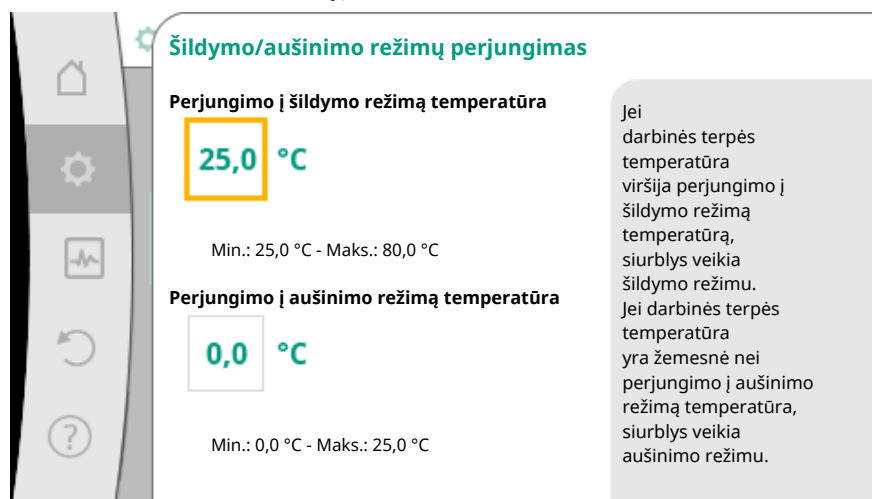 Šildymo/aušinimo režimų perjungimas
Perjungimo į šildymo režimą temperatūra
25,0 °C
Min.: 25,0 °C - Maks.: 80,0 °C
Perjungimo į aušinimo režimą temperatūra
0,0 °C
Min.: 0,0 °C - Maks.: 25,0 °C
Jei
darbinės terpės
temperatūra
viršija perjungimo į
šildymo režimą
temperatūrą,
siurblys veikia
šildymo režimu.
Jei darbinės terpės
temperatūra
yra žemesnė nei
perjungimo į aušinimo
režimą temperatūra,
siurblys veikia
aušinimo režimu.